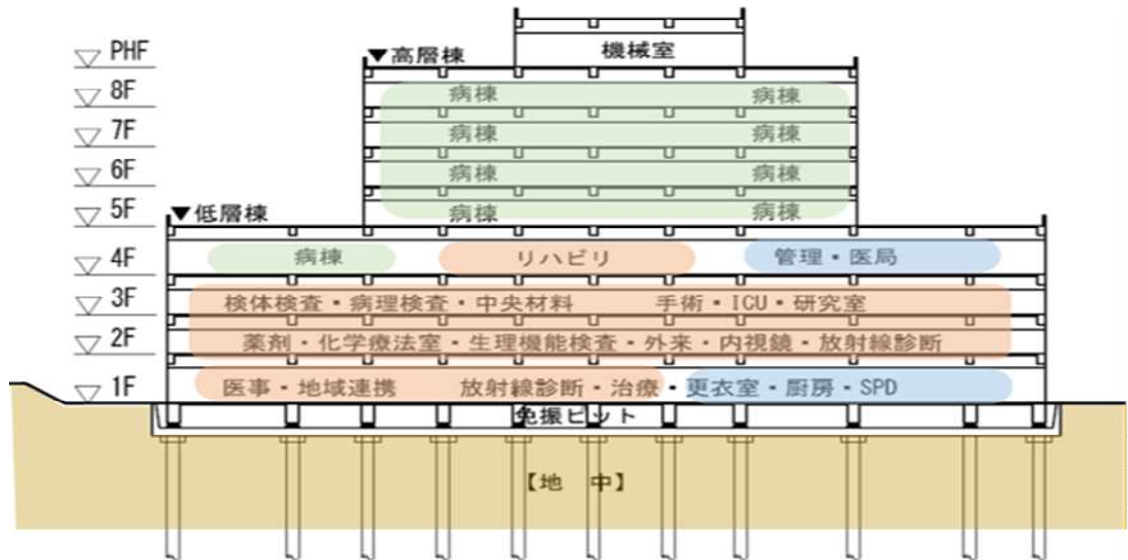 PHF
▼高層棟
機械室
8F
病棟 病棟
7F
病棟 病棟
6F
病棟 病棟
5F
病棟 病棟
▼低層棟
4F
病棟 リハビリ 管理・医局
3F
検体検査・病理検査・中央材料 手術・ICU・研究室
2F
薬剤・化学療法室・生理機能検査・外来・内視鏡・放射線診断
1F
医事・地域連携 放射線診断・治療・更衣室・厨房・SPD
免振ピット
【地 中】